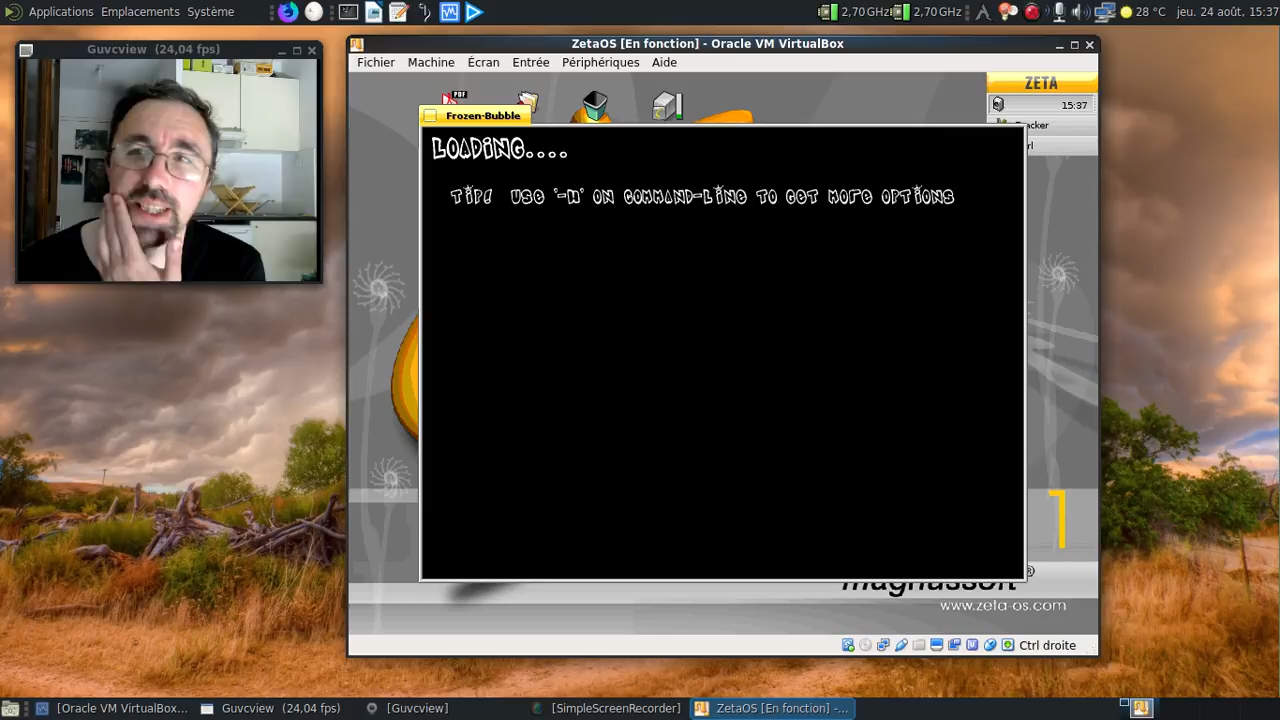 Applications Emplacements Système
2,70 GHz 2,70 GHz 28 °C jeu. 24 août, 15:37
Guvcview (24,04 fps)
ZetaOS [En fonction] - Oracle VM VirtualBox
Fichier Machine Écran Entrée Périphériques Aide
PDF
ZETA
15:37
Frozen-Bubble
LOADING....
TIP! USE '-H' ON COMMAND-LINE TO GET MORE OPTIONS
magnussoft ®
www.zeta-os.com
Ctrl droite
[Oracle VM VirtualBox... Guvcview (24,04 fps) [Guvcview] [SimpleScreenRecorder] ZetaOS [En fonction] -...